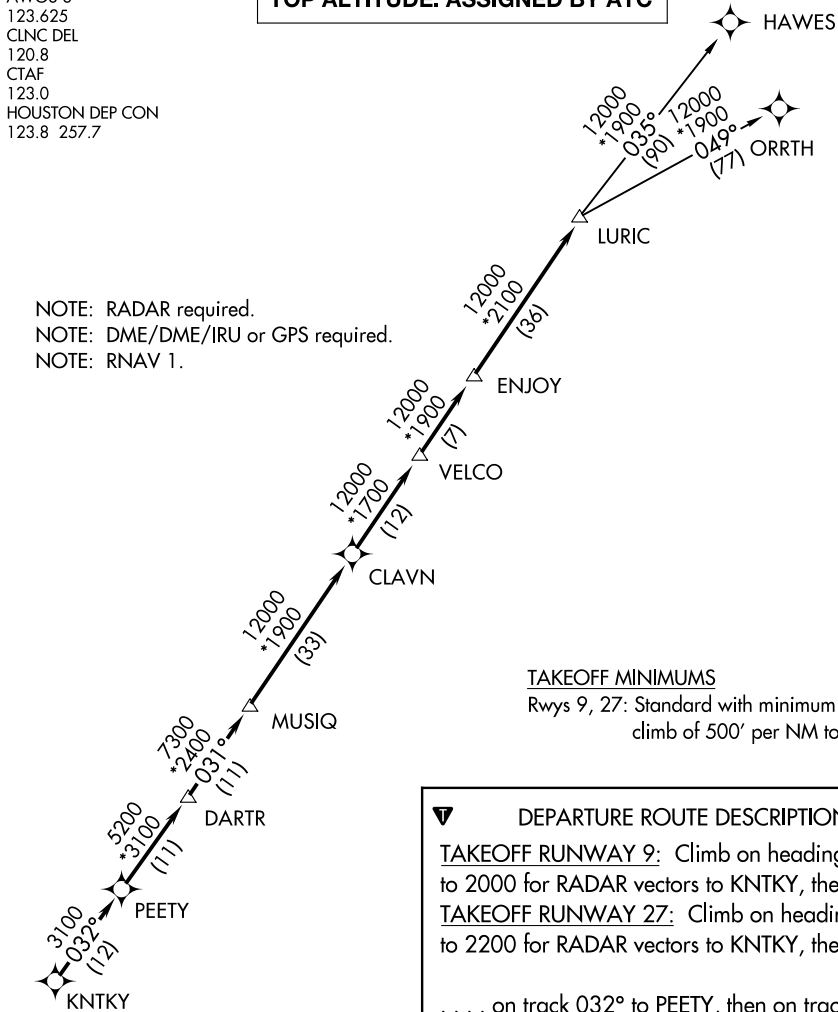 123.625
CLNC DEL
120.8
CTAF
123.0
HOUSTON DEP CON
123.8 257.7
TOP ALTITUDE: ASSIGNED BY ATC
HAWES
12000
*1900
035°
(90)
12000
*1900
049°
(77)
ORRTH
LURIC
NOTE: RADAR required.
NOTE: DME/DME/IRU or GPS required.
NOTE: RNAV 1.
12000
*2100
(36)
ENJOY
12000
*1900
(7)
VELCO
12000
*1700
(12)
CLAVN
12000
*1900
(33)
MUSIQ
TAKEOFF MINIMUMS
Rwys 9, 27: Standard with minimum
climb of 500' per NM to
7300
*2400
031°
(11)
DARTR
5200
*3100
(11)
PEETY
3100
032°
(12)
KNTKY
T DEPARTURE ROUTE DESCRIPTION
TAKEOFF RUNWAY 9: Climb on heading
to 2000 for RADAR vectors to KNTKY, the
TAKEOFF RUNWAY 27: Climb on headin
to 2200 for RADAR vectors to KNTKY, the
. . . . on track 032° to PEETY, then on trac